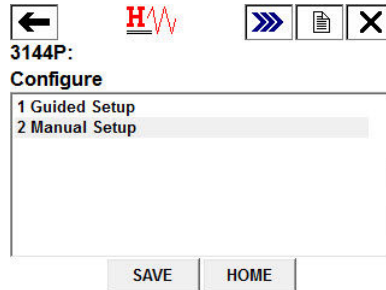 H
3144P:
Configure
1 Guided Setup
2 Manual Setup
SAVE HOME